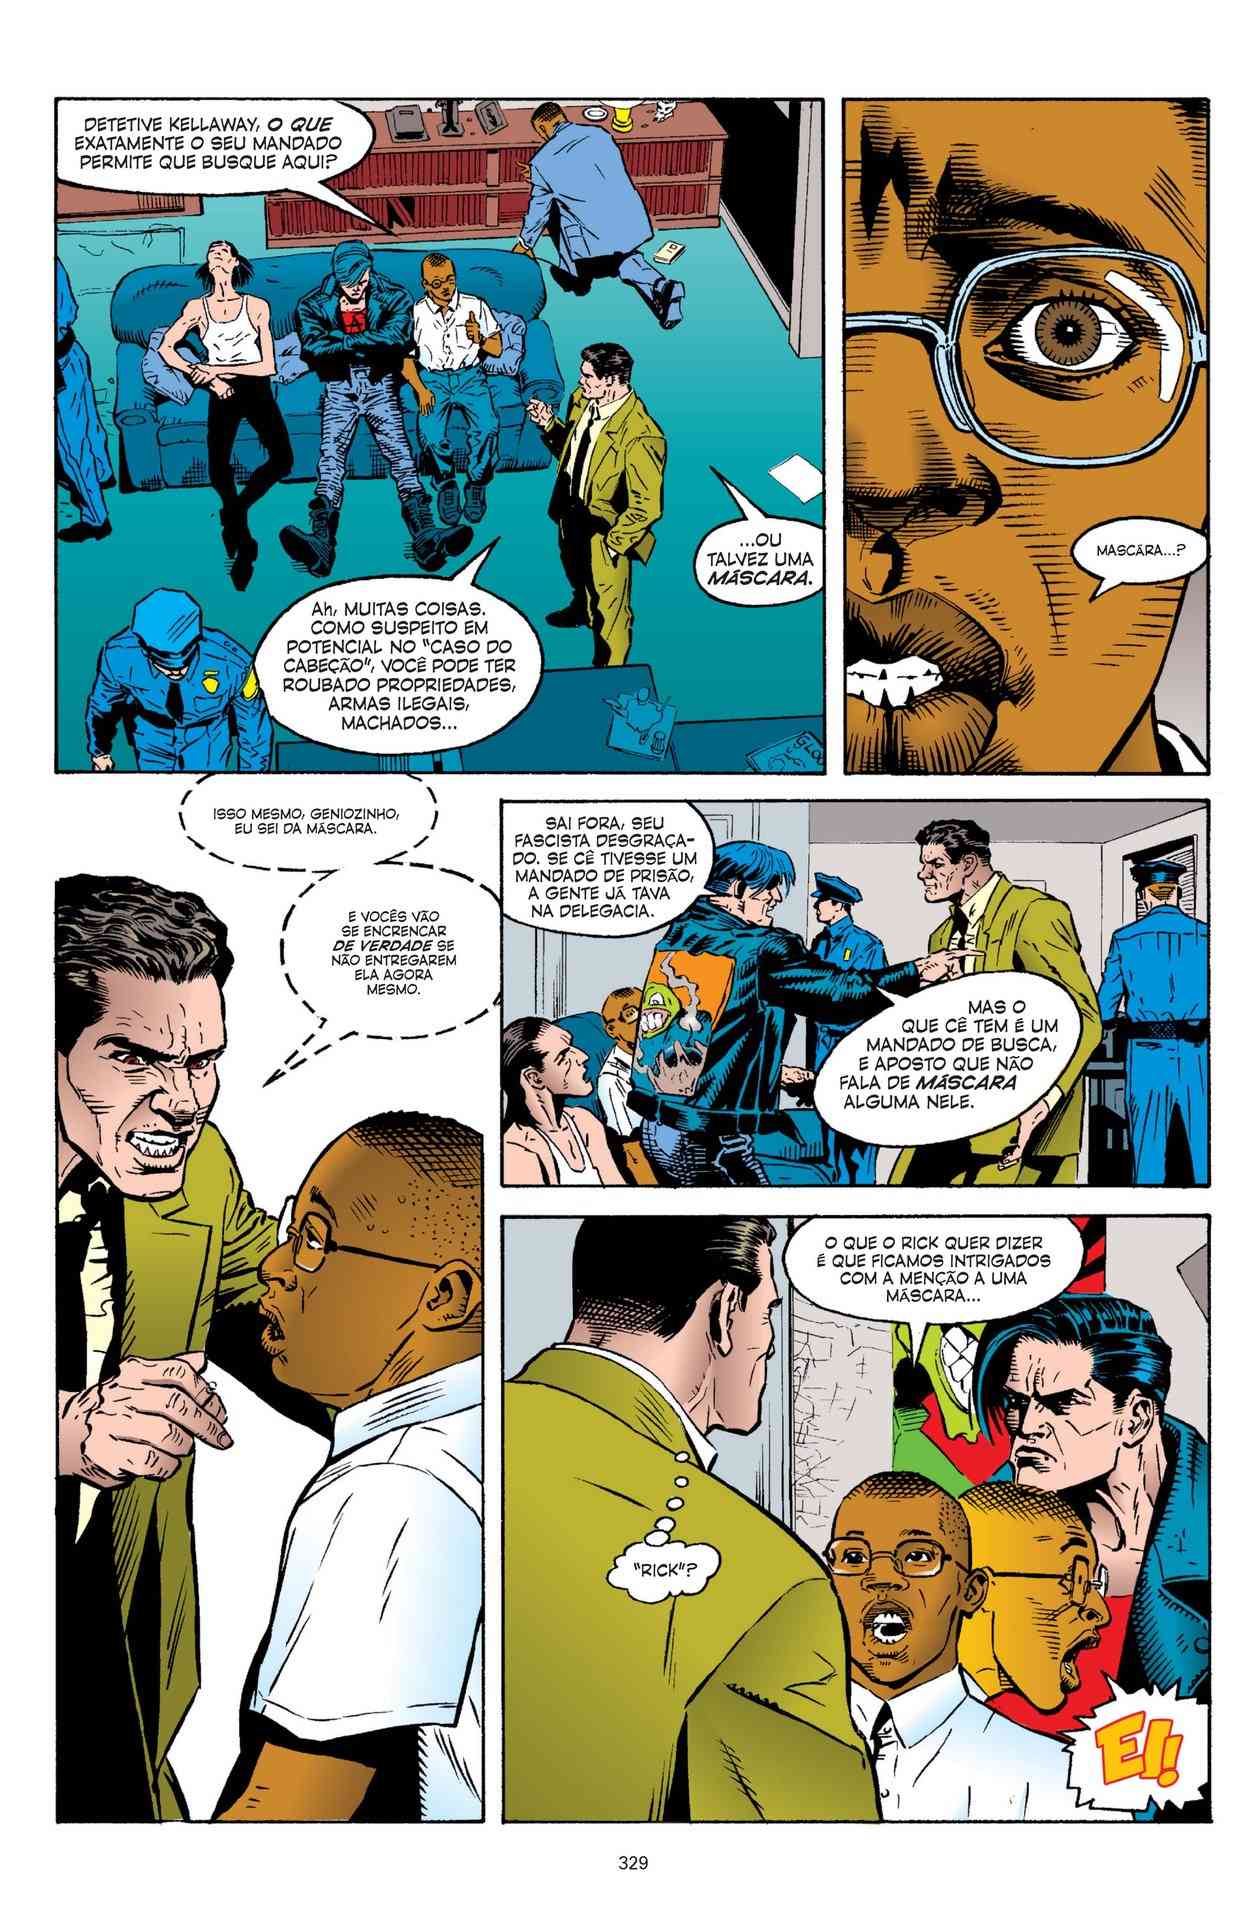 DETETIVE KELLAWAY, O QUE
EXATAMENTE O SEU MANDADO
PERMITE QUE BUSQUE AQUI?
Ah, MUITAS COISAS.
COMO SUSPEITO EM
POTENCIAL NO “CASO DO
CABEÇÃO”, VOCÊ PODE TER
ROUBADO PROPRIEDADES,
ARMAS ILEGAIS,
MACHADOS...
...OU
TALVEZ UMA
MÁSCARA.
MASCÁRA...?
ISSO MESMO, GENIOZINHO,
EU SEI DA MÁSCARA.
E VOCÊS VÃO
SE ENCRENCAR
DE VERDADE SE
NÃO ENTREGAREM
ELA AGORA
MESMO.
SAI FORA, SEU
FASCISTA DESGRAÇA-
DO. SE CÊ TIVESSE UM
MANDADO DE PRISÃO,
A GENTE JÁ TAVA
NA DELEGACIA.
MAS O
QUE CÊ TEM É UM
MANDADO DE BUSCA,
E APOSTO QUE NÃO
FALA DE MÁSCARA
ALGUMA NELE.
O QUE O RICK QUER DIZER
É QUE FICAMOS INTRIGADOS
COM A MENÇÃO A UMA
MÁSCARA...
“RICK”?
EI!
329